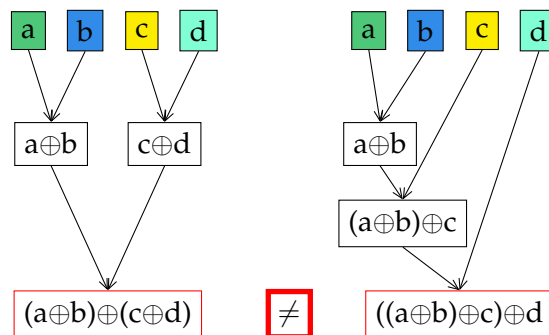 a b c d a b c d
a⊕b c⊕d a⊕b
(a⊕b)⊕c
(a⊕b)⊕(c⊕d) ≠ ((a⊕b)⊕c)⊕d